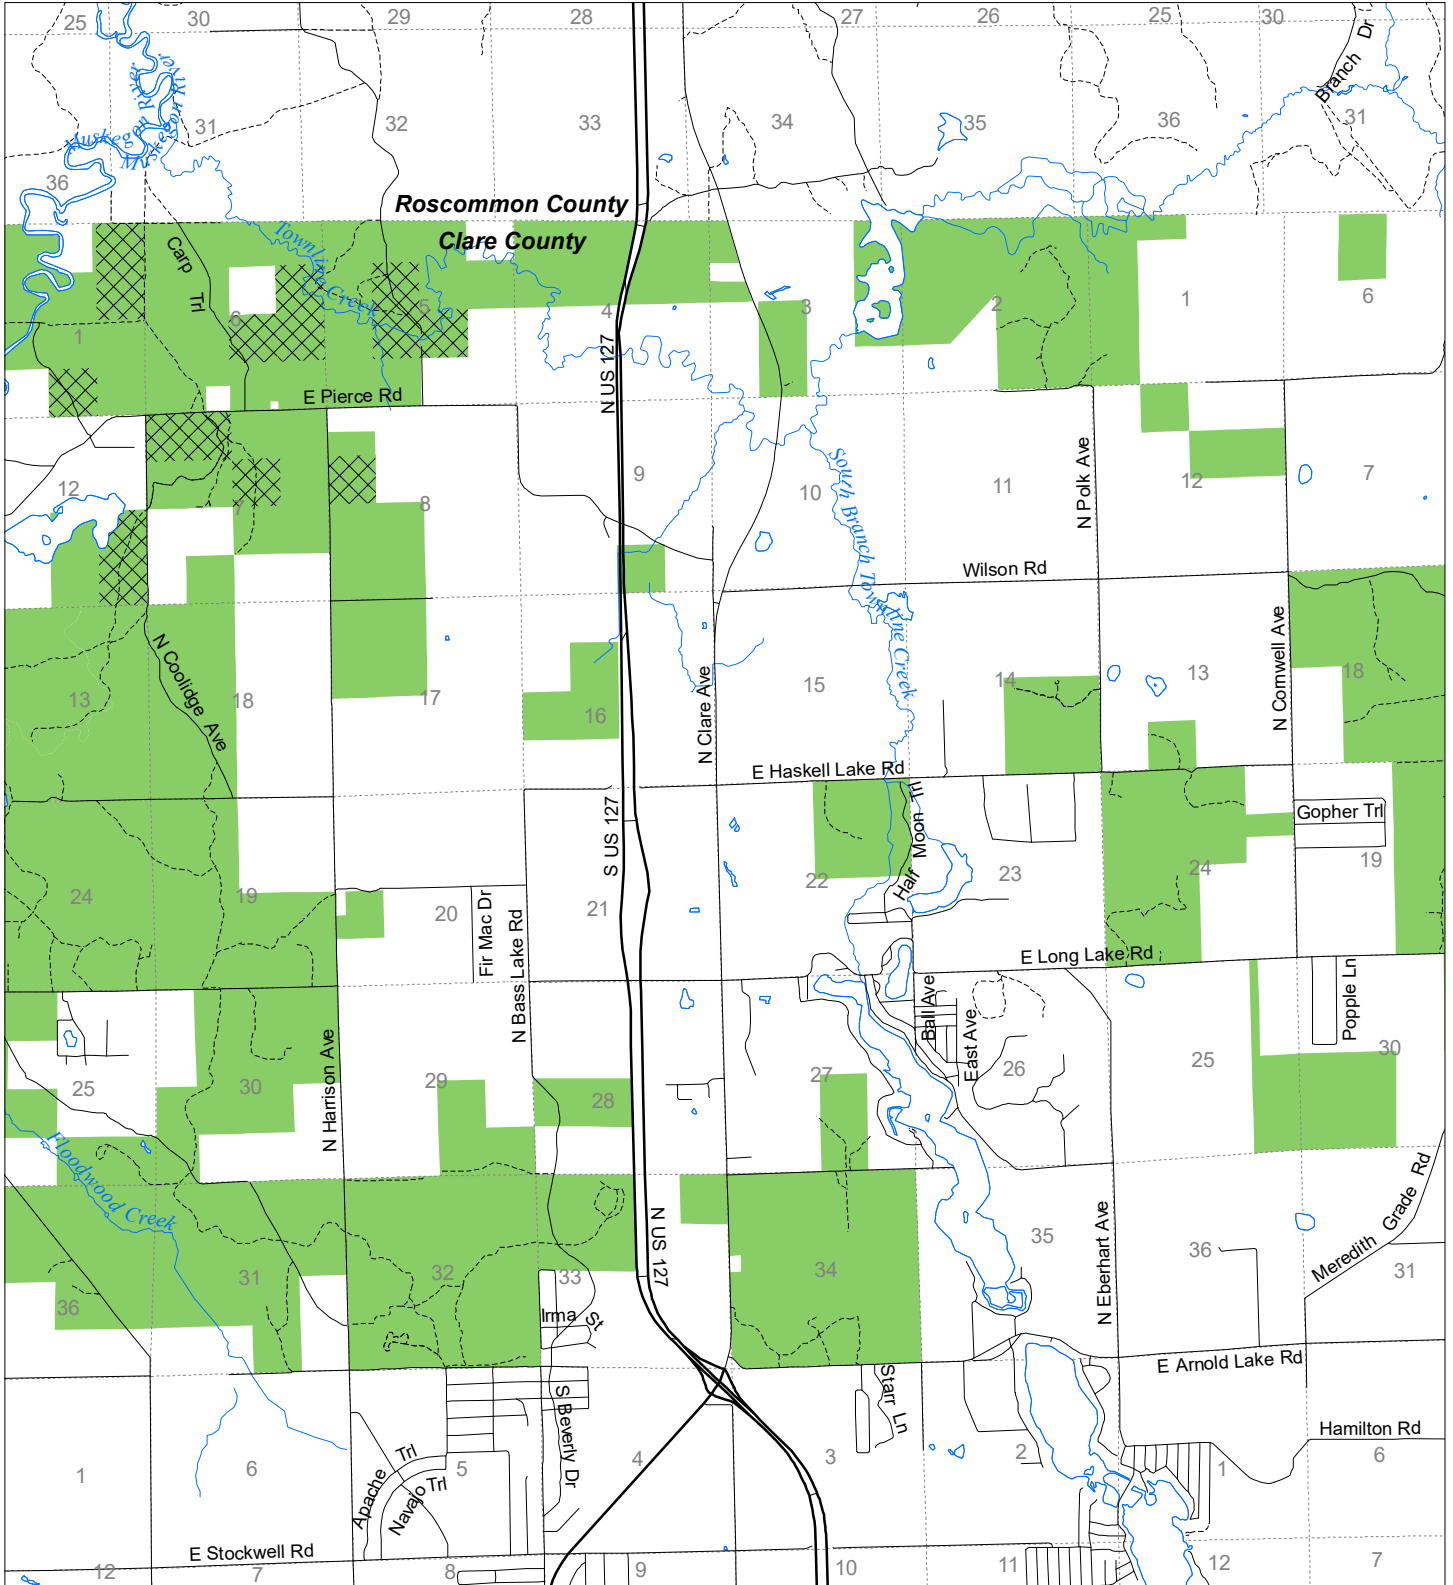 25
30
29
28
27
26
25
30
Branch Dr
Muskegon River
Muskegon River
31
32
33
34
35
36
31
36
Roscommon County
Clare County
Carp Trl
Townline Creek
1
6
5
4
3
2
1
6
N US 127
E Pierce Rd
12
7
8
9
10
11
12
7
N Polk Ave
South Branch Townline Creek
Wilson Rd
N Coolidge Ave
N Clare Ave
N Cornwell Ave
13
18
17
16
15
14
13
18
E Haskell Lake Rd
S US 127
Half Moon Trl
Gopher Trl
24
19
20
21
22
23
24
19
Fir Mac Dr
N Bass Lake Rd
E Long Lake Rd
Ball Ave
East Ave
Popple Ln
N Harrison Ave
25
30
29
28
27
26
25
30
Floodwood Creek
N US 127
N Eberhart Ave
Meredith Grade Rd
36
31
32
33
34
35
36
31
Irma St
E Arnold Lake Rd
S Beverly Dr
Starr Ln
Hamilton Rd
1
6
5
4
3
2
1
6
Apache Trl
Navajo Trl
E Stockwell Rd
12
7
8
9
10
11
12
7